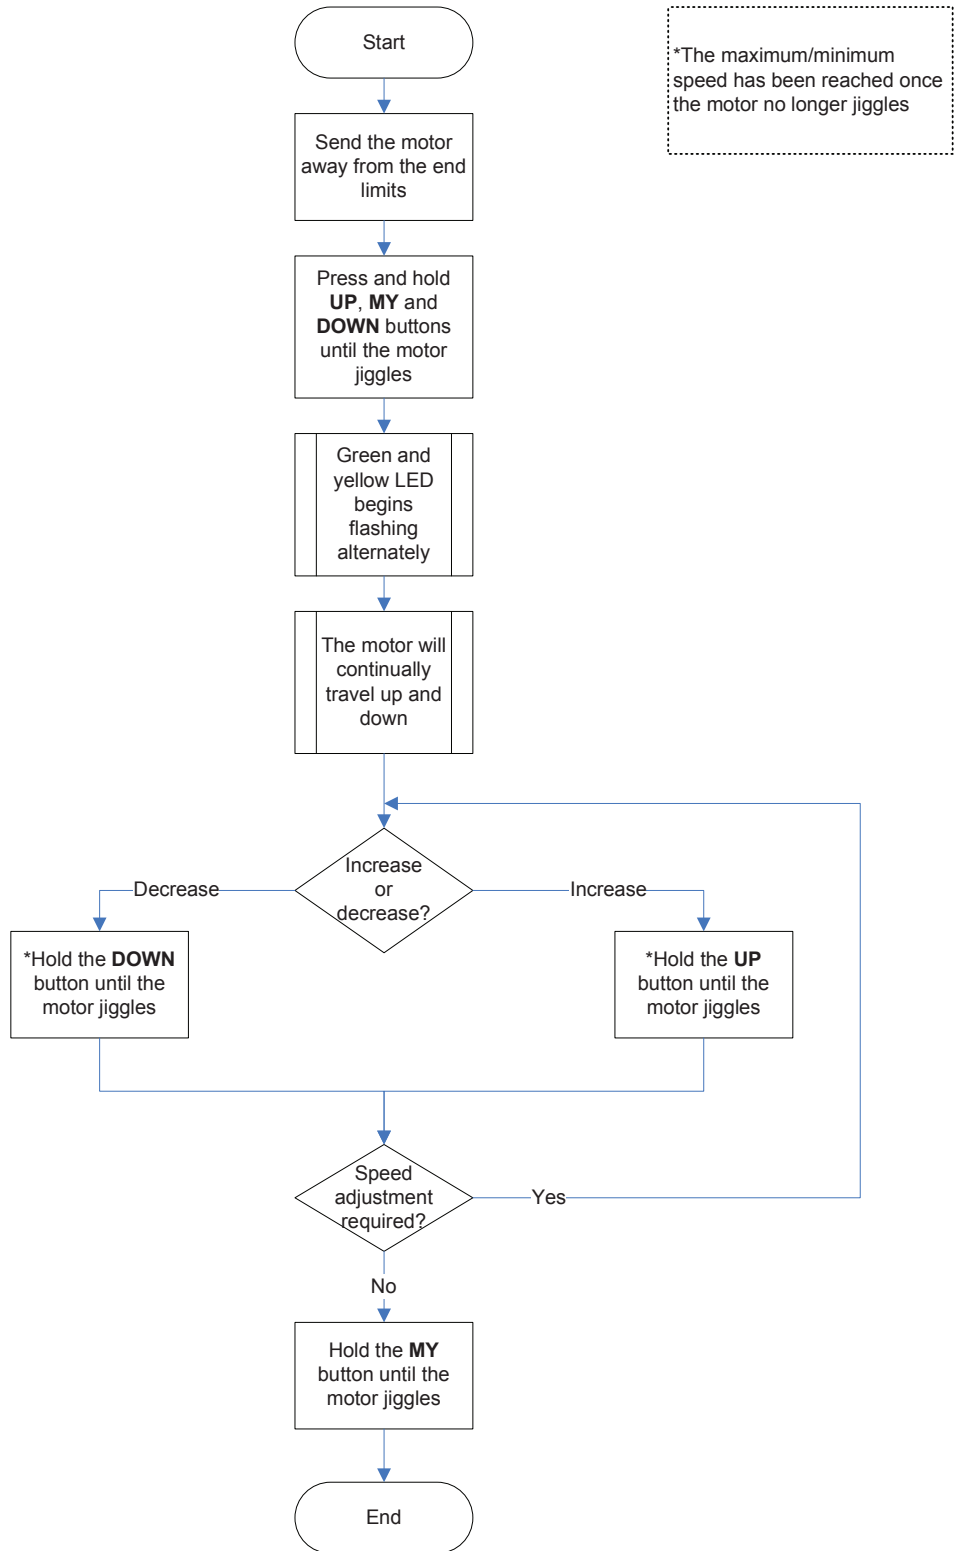 Start
*The maximum/minimum
speed has been reached once
the motor no longer jiggles
Send the motor
away from the end
limits
Press and hold
UP, MY and
DOWN buttons
until the motor
jiggles
Green and
yellow LED
begins
flashing
alternately
The motor will
continually
travel up and
down
Increase
or
decrease?
Decrease
Increase
*Hold the DOWN
button until the
motor jiggles
*Hold the UP
button until the
motor jiggles
Speed
adjustment
required?
Yes
No
Hold the MY
button until the
motor jiggles
End